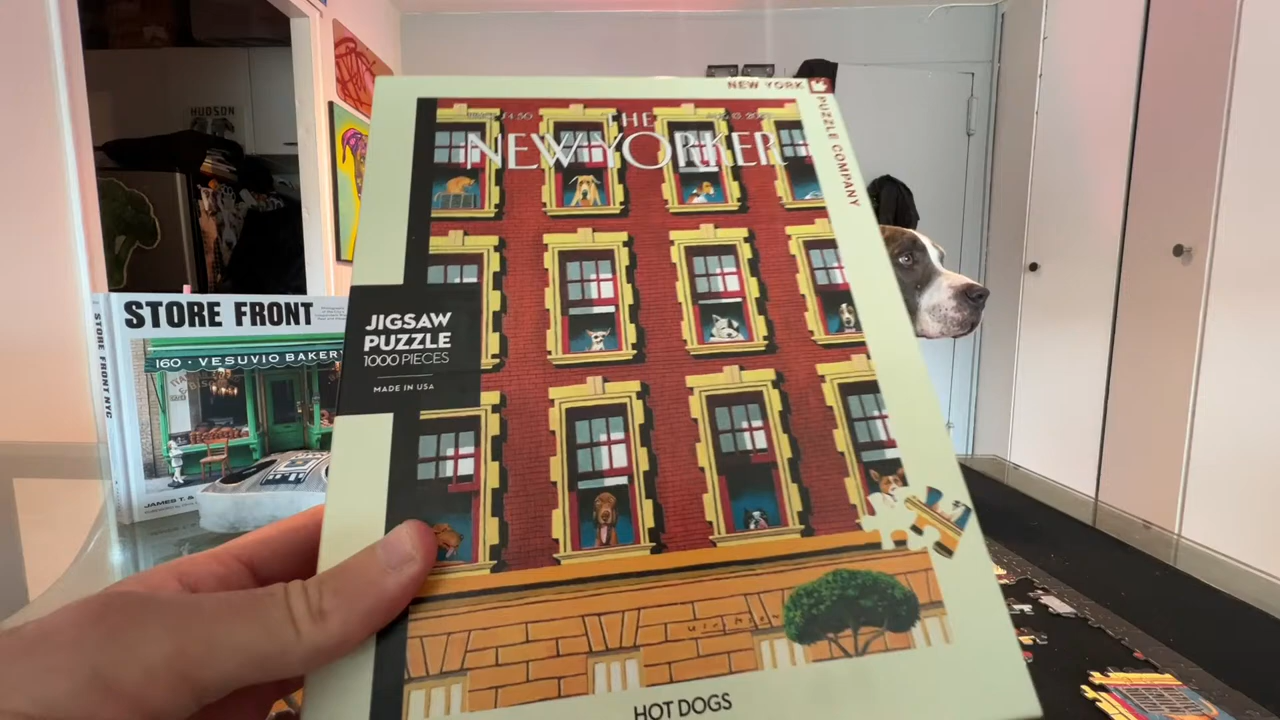 HUDSON
NEW YORK
PUZZLE COMPANY
THE
NEW YORKER
JIGSAW
PUZZLE
1000 PIECES
MADE IN USA
STORE FRONT
STORE FRONT NYC
160 · VESUVIO BAKERY
JAMES T. &
HOT DOGS